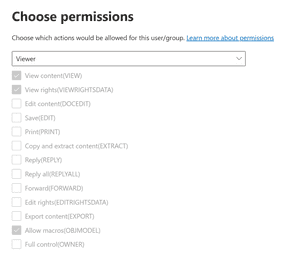 Choose permissions
Choose which actions would be allowed for this user/group. Learn more about permissions
Viewer
View content(VIEW)
View rights(VIEWRIGHTSDATA)
Edit content(DOCEDIT)
Save(EDIT)
Print(PRINT)
Copy and extract content(EXTRACT)
Reply(REPLY)
Reply all(REPLYALL)
Forward(FORWARD)
Edit rights(EDITRIGHTSDATA)
Export content(EXPORT)
Allow macros(OBJMODEL)
Full control(OWNER)